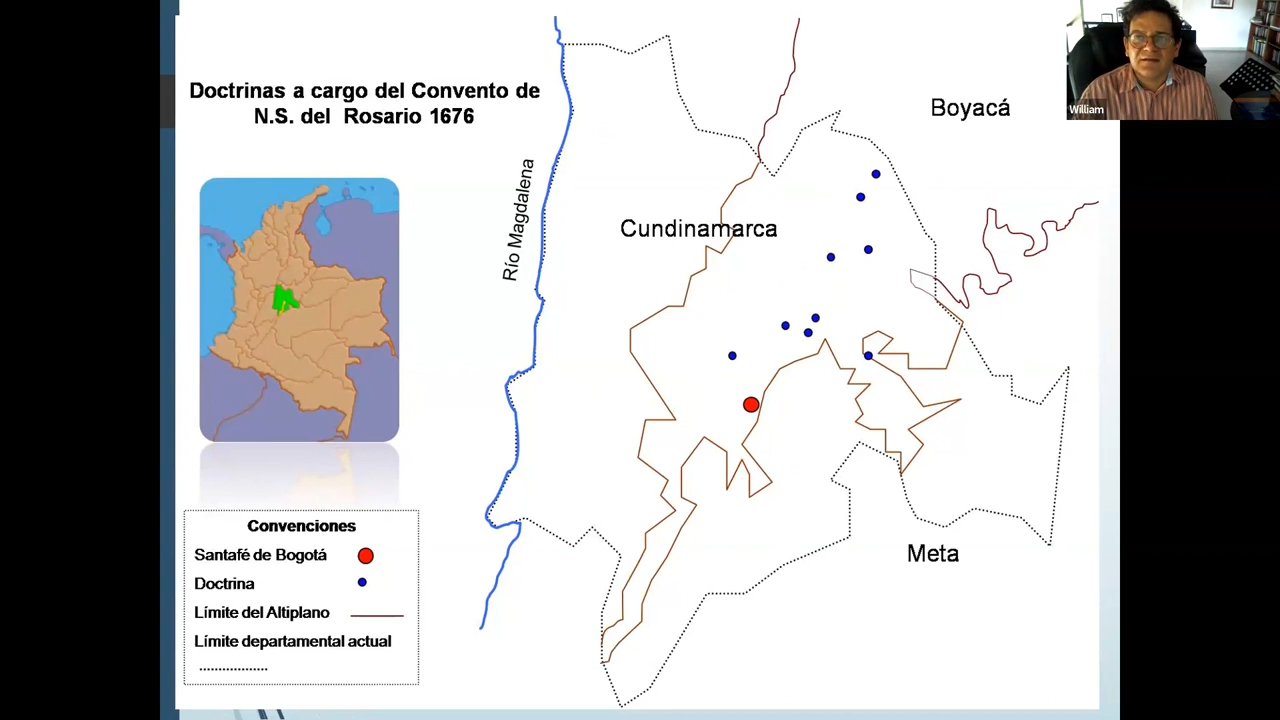 Doctrinas a cargo del Convento de
N.S. del Rosario 1676
William
Boyacá
Río Magdalena
Cundinamarca
Meta
Convenciones
Santafé de Bogotá
Doctrina
Límite del Altiplano
Límite departamental actual